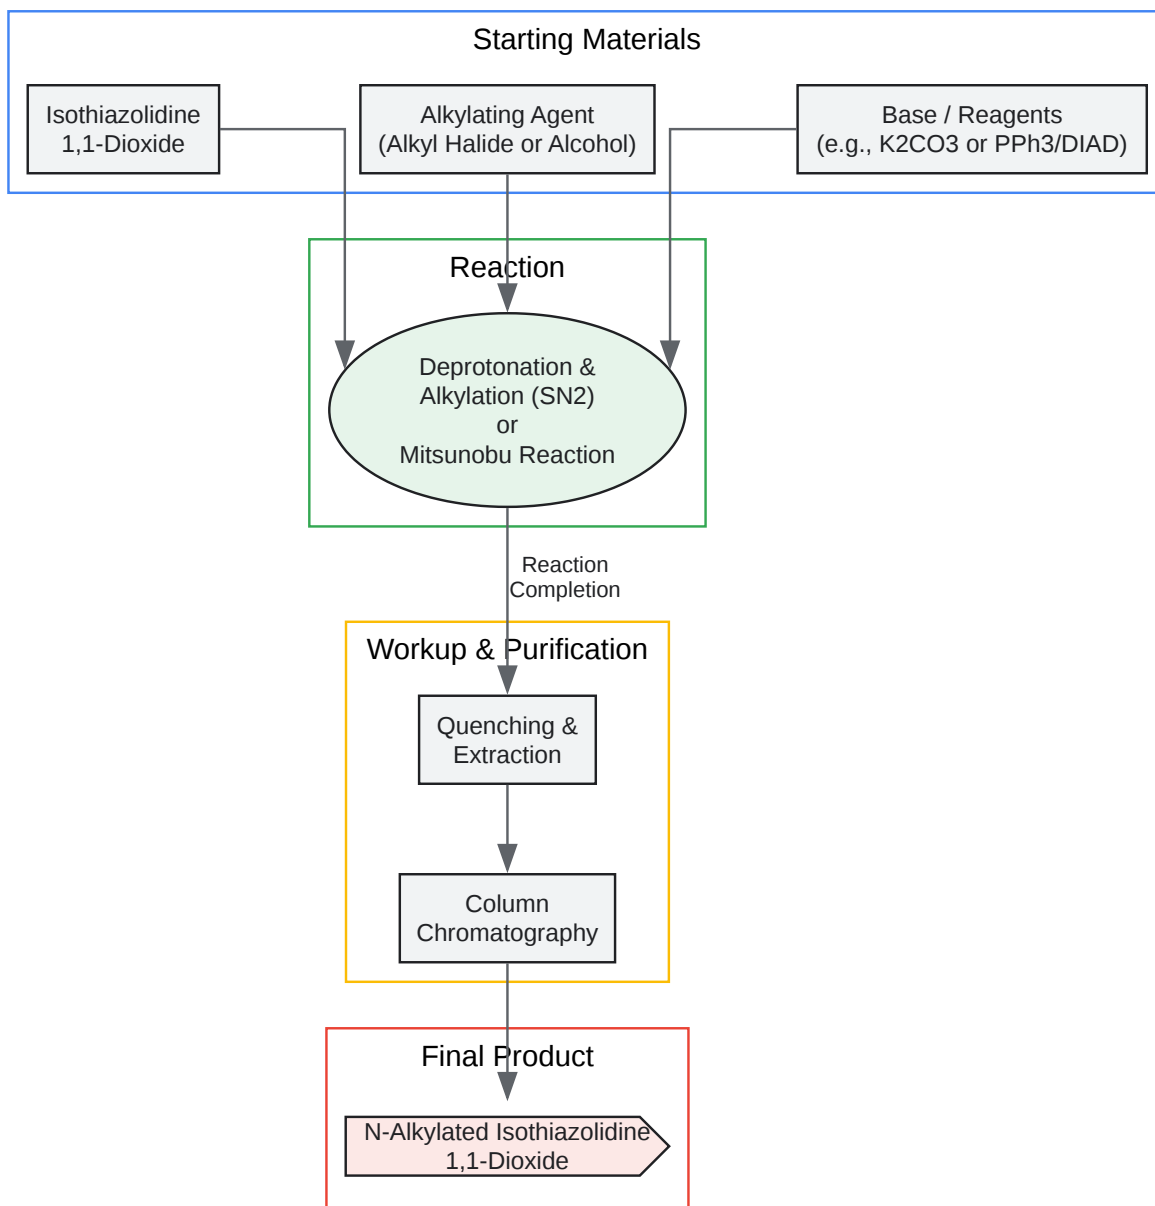 Starting Materials
Isothiazolidine
1,1-Dioxide
Alkylating Agent
(Alkyl Halide or Alcohol)
Base / Reagents
(e.g., K2CO3 or PPh3/DIAD)
Reaction
Deprotonation &
Alkylation (SN2)
or
Mitsunobu Reaction
Reaction
Completion
Workup & Purification
Quenching &
Extraction
Column
Chromatography
Final Product
N-Alkylated Isothiazolidine
1,1-Dioxide